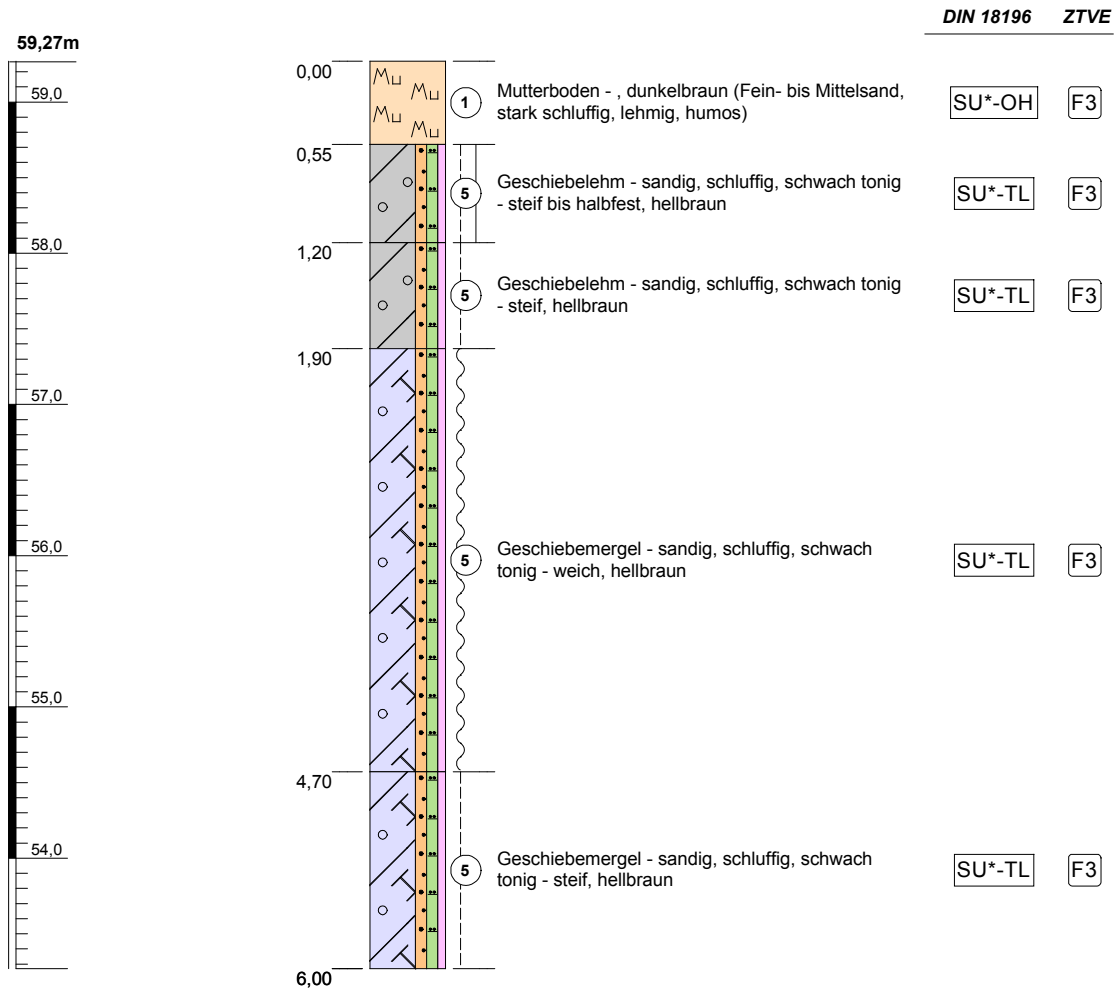 DIN 18196 ZTVE
59,27m
0,00
59,0
Mu Mu
Mu Mu
1 Mutterboden - , dunkelbraun (Fein- bis Mittelsand,
stark schluffig, lehmig, humos)
SU*-OH F3
0,55
5 Geschiebelehm - sandig, schluffig, schwach tonig
- steif bis halbfest, hellbraun
SU*-TL F3
58,0
1,20
5 Geschiebelehm - sandig, schluffig, schwach tonig
- steif, hellbraun
SU*-TL F3
1,90
57,0
56,0
5 Geschiebemergel - sandig, schluffig, schwach
tonig - weich, hellbraun
SU*-TL F3
55,0
4,70
54,0
5 Geschiebemergel - sandig, schluffig, schwach
tonig - steif, hellbraun
SU*-TL F3
6,00